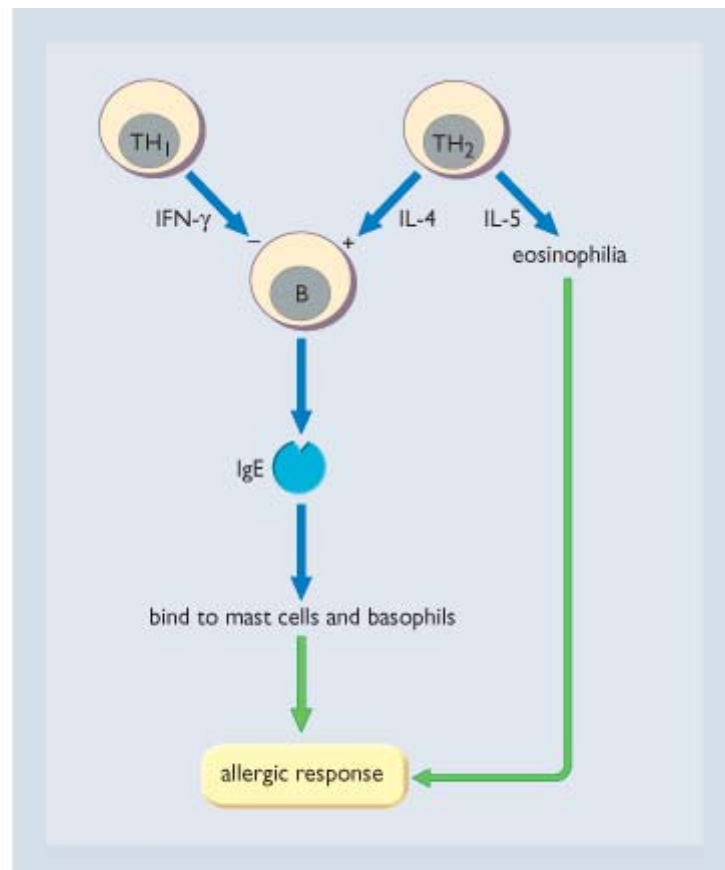 TH1
TH2
IFN-γ
IL-4
IL-5
–
+
eosinophilia
B
IgE
bind to mast cells and basophils
allergic response